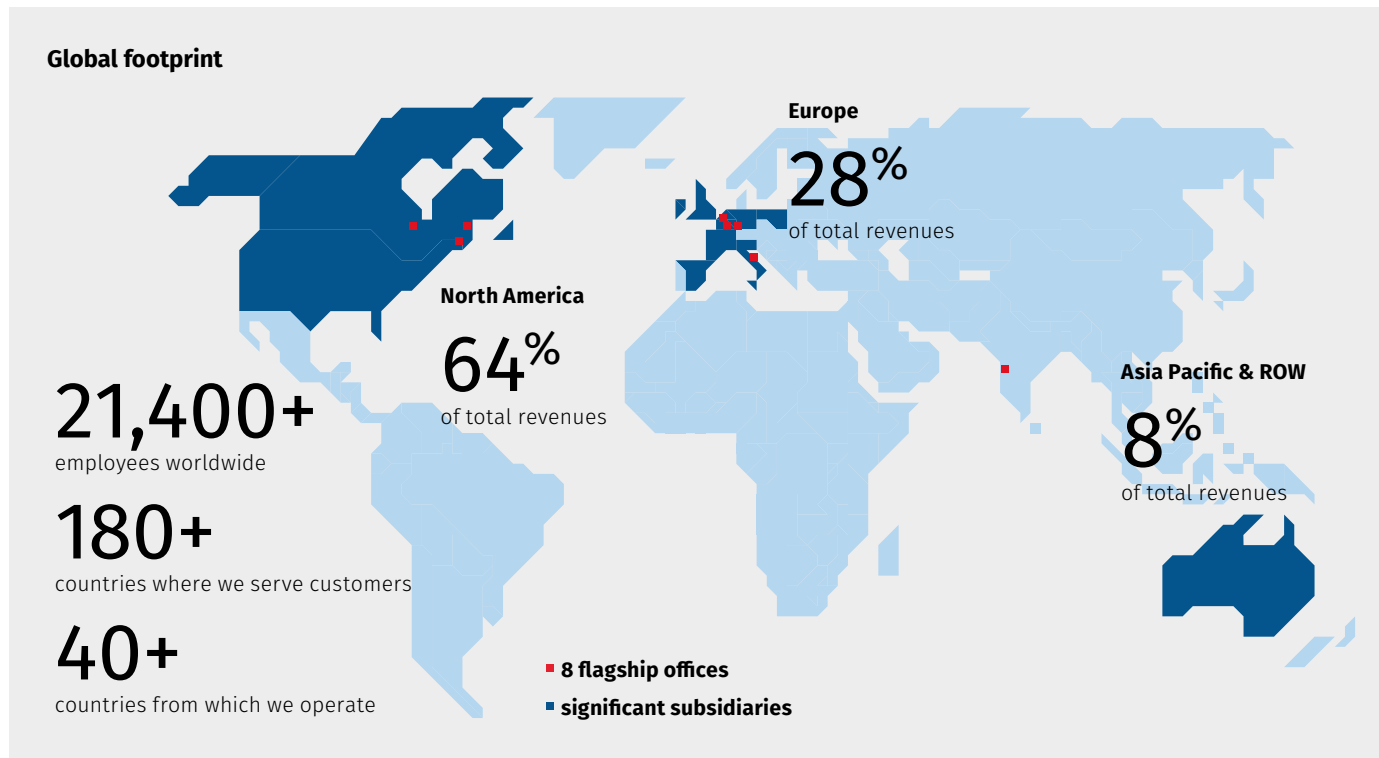 Global footprint
Europe
28%
of total revenues
North America
64%
of total revenues
Asia Pacific & ROW
8%
of total revenues
21,400+
employees worldwide
180+
countries where we serve customers
40+
countries from which we operate
8 flagship offices
significant subsidiaries